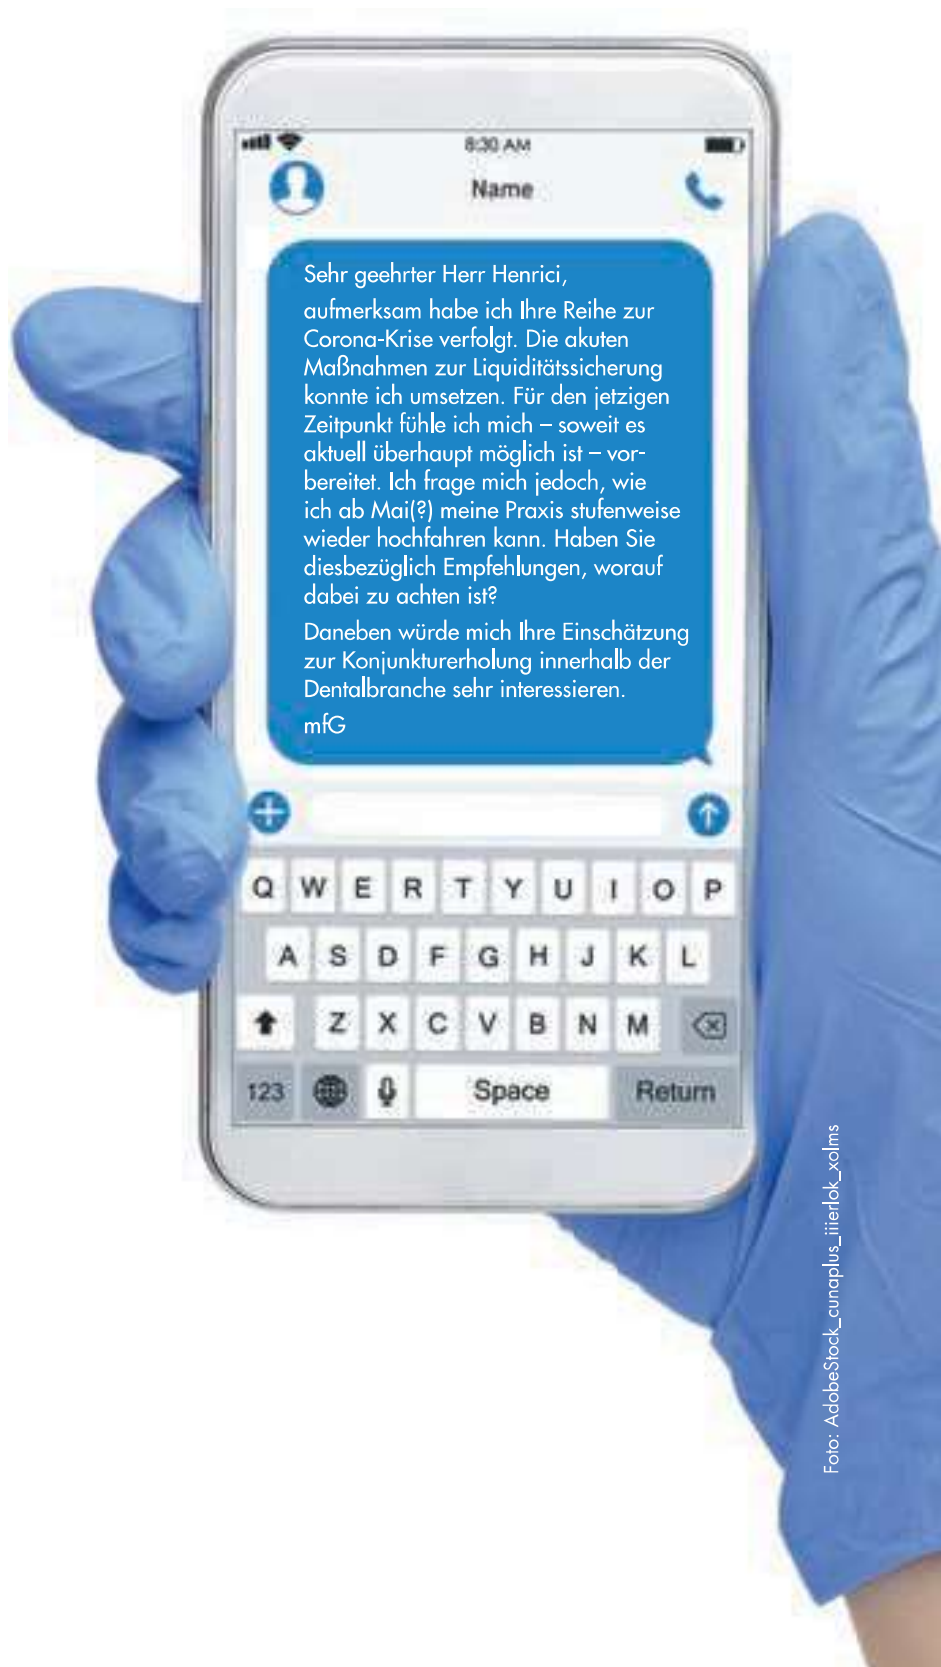 8:30 AM
Name
Sehr geehrter Herr Henrici,
aufmerksam habe ich Ihre Reihe zur
Corona-Krise verfolgt. Die akuten
Maßnahmen zur Liquiditätssicherung
konnte ich umsetzen. Für den jetzigen
Zeitpunkt fühle ich mich – soweit es
aktuell überhaupt möglich ist – vor-
bereitet. Ich frage mich jedoch, wie
ich ab Mai(?) meine Praxis stufenweise
wieder hochfahren kann. Haben Sie
diesbezüglich Empfehlungen, worauf
dabei zu achten ist?
Daneben würde mich Ihre Einschätzung
zur Konjunkturerholung innerhalb der
Dentalbranche sehr interessieren.
mfG
Q W E R T Y U I O P
A S D F G H J K L
Z X C V B N M
123 Space Return
Foto: AdobeStock_cunaplus_iiierlok_xolms